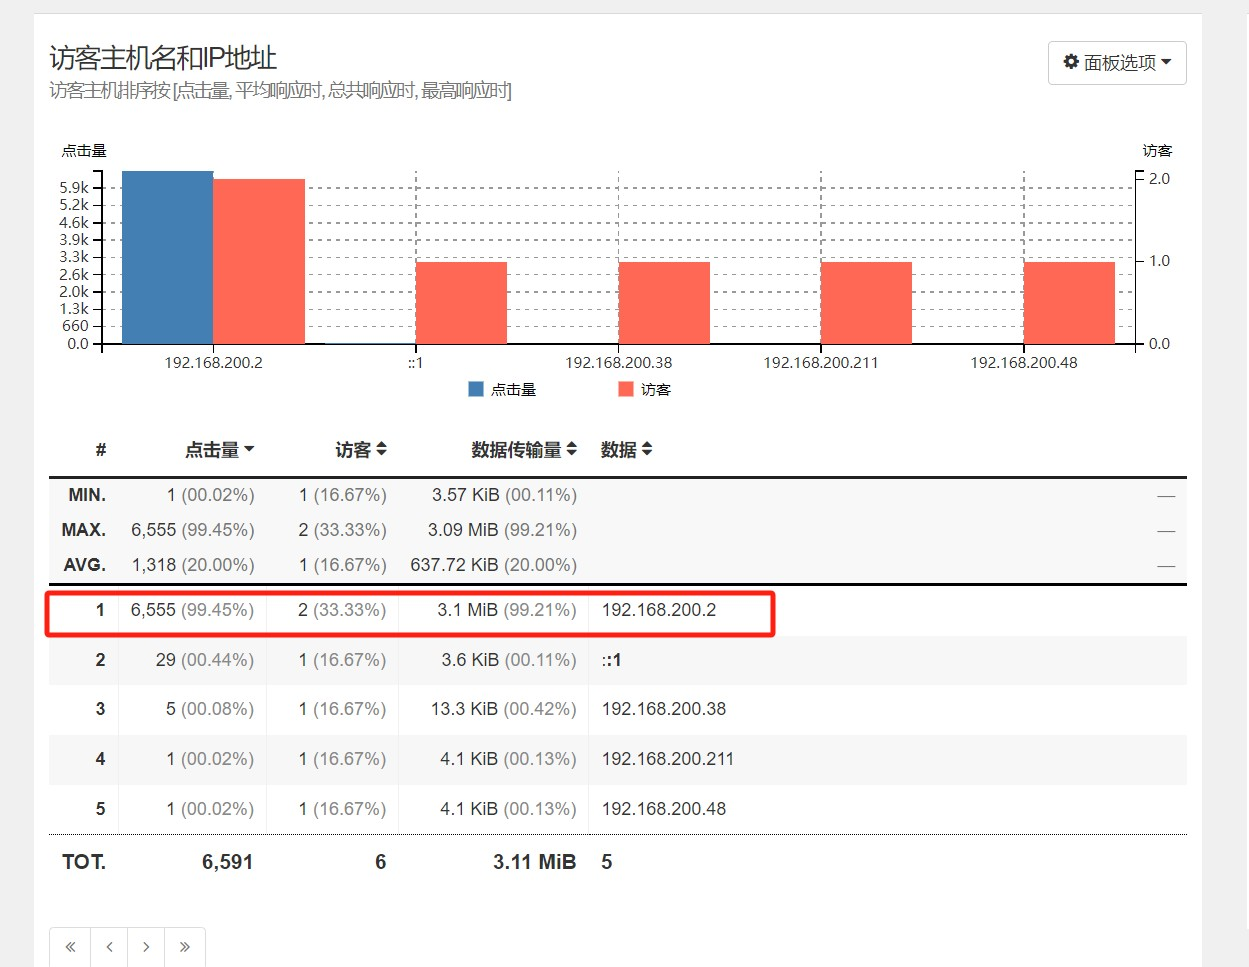 访客主机名和IP地址
面板选项
访客主机排序按 [点击量, 平均响应时, 总共响应时, 最高响应时]
点击量 访客
5.9k
5.2k
4.6k
3.9k
3.3k
2.6k
2.0k
1.3k
660
0.0
2.0
1.0
0.0
192.168.200.2 ::1 192.168.200.38 192.168.200.211 192.168.200.48
点击量 访客
# 点击量 访客 数据传输量 数据
MIN. 1 (00.02%) 1 (16.67%) 3.57 KiB (00.11%) —
MAX. 6,555 (99.45%) 2 (33.33%) 3.09 MiB (99.21%) —
AVG. 1,318 (20.00%) 1 (16.67%) 637.72 KiB (20.00%) —
1 6,555 (99.45%) 2 (33.33%) 3.1 MiB (99.21%) 192.168.200.2
2 29 (00.44%) 1 (16.67%) 3.6 KiB (00.11%) ::1
3 5 (00.08%) 1 (16.67%) 13.3 KiB (00.42%) 192.168.200.38
4 1 (00.02%) 1 (16.67%) 4.1 KiB (00.13%) 192.168.200.211
5 1 (00.02%) 1 (16.67%) 4.1 KiB (00.13%) 192.168.200.48
TOT. 6,591 6 3.11 MiB 5
« ‹ › »